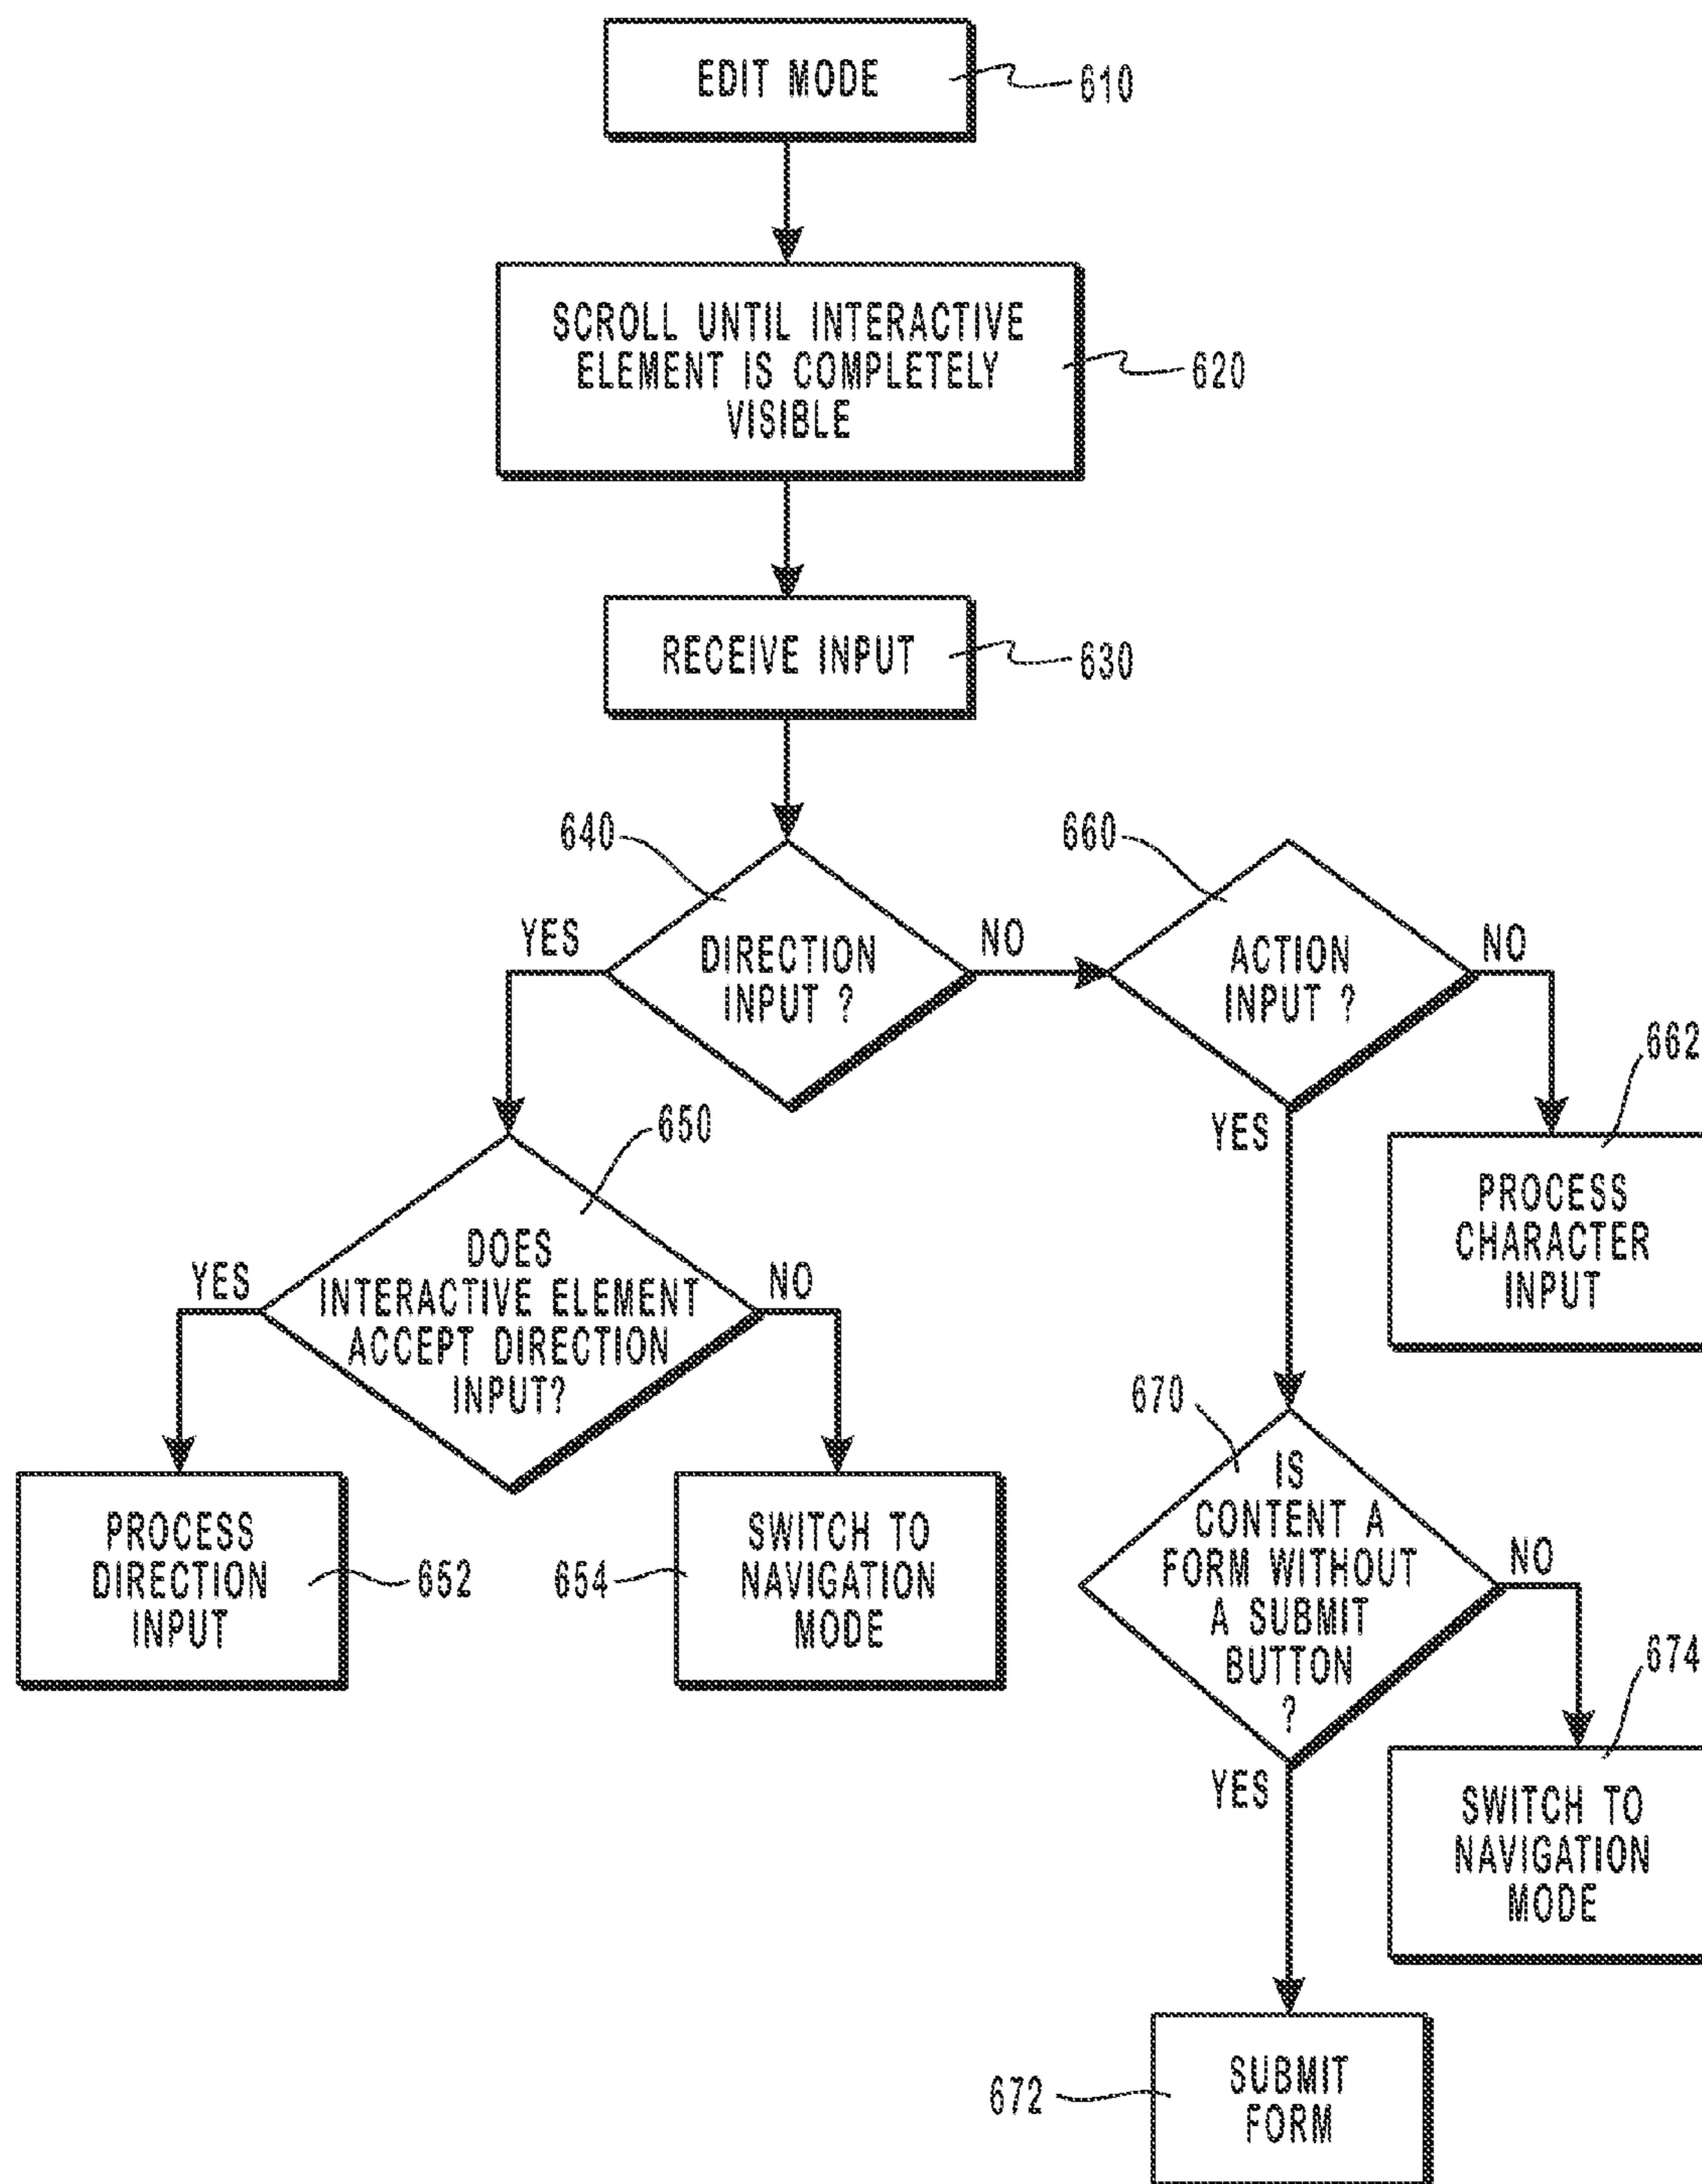 EDIT MODE
610
SCROLL UNTIL INTERACTIVE
ELEMENT IS COMPLETELY
VISIBLE
620
RECEIVE INPUT
630
640
660
YES
DIRECTION
INPUT ?
NO
ACTION
INPUT ?
NO
662
YES
650
PROCESS
CHARACTER
INPUT
YES
DOES
INTERACTIVE ELEMENT
ACCEPT DIRECTION
INPUT?
NO
670
IS
CONTENT A
FORM WITHOUT
A SUBMIT
BUTTON
?
NO
PROCESS
DIRECTION
INPUT
652
654
SWITCH TO
NAVIGATION
MODE
674
YES
SWITCH TO
NAVIGATION
MODE
672
SUBMIT
FORM